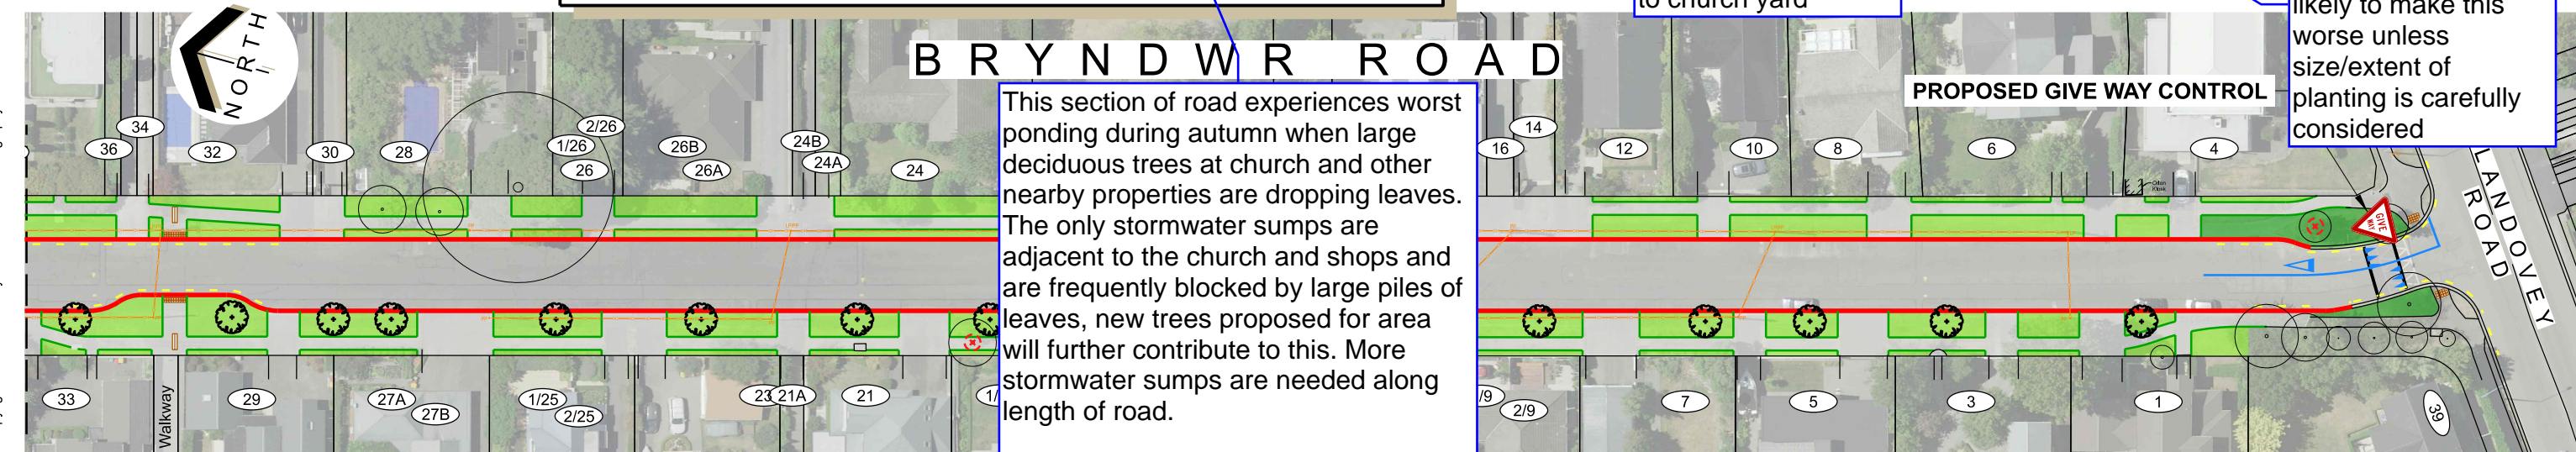 to church yard
likely to make this
worse unless
size/extent of
planting is carefully
considered
NORTH
BRYNDWR ROAD
PROPOSED GIVE WAY CONTROL
This section of road experiences worst
ponding during autumn when large
deciduous trees at church and other
nearby properties are dropping leaves.
The only stormwater sumps are
adjacent to the church and shops and
are frequently blocked by large piles of
leaves, new trees proposed for area
will further contribute to this. More
stormwater sumps are needed along
length of road.
36
34
32
30
28
1/26
2/26
26
26B
26A
24B
24A
24
16
14
12
10
8
6
4
GIVE
WAY
LANDOVEY
ROAD
33
Walkway
29
27A
27B
1/25
2/25
23
21A
21
1/
/9
2/9
7
5
3
1
39